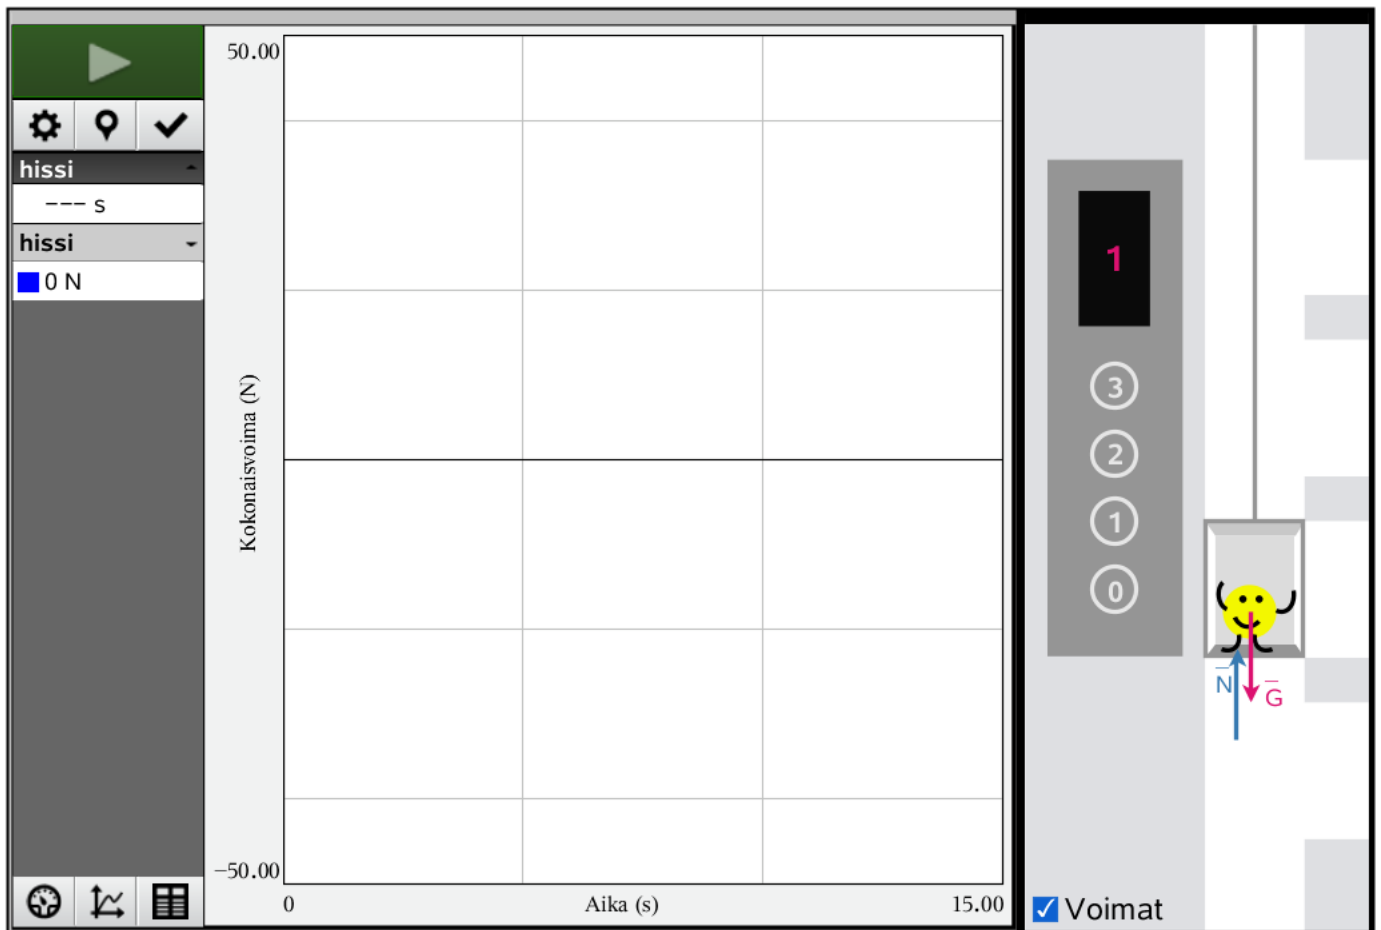 hissi
--- s
hissi
0 N
50.00
Kokonaisvoima (N)
−50.00
0
Aika (s)
15.00
1
3
2
1
0
N
G
Voimat